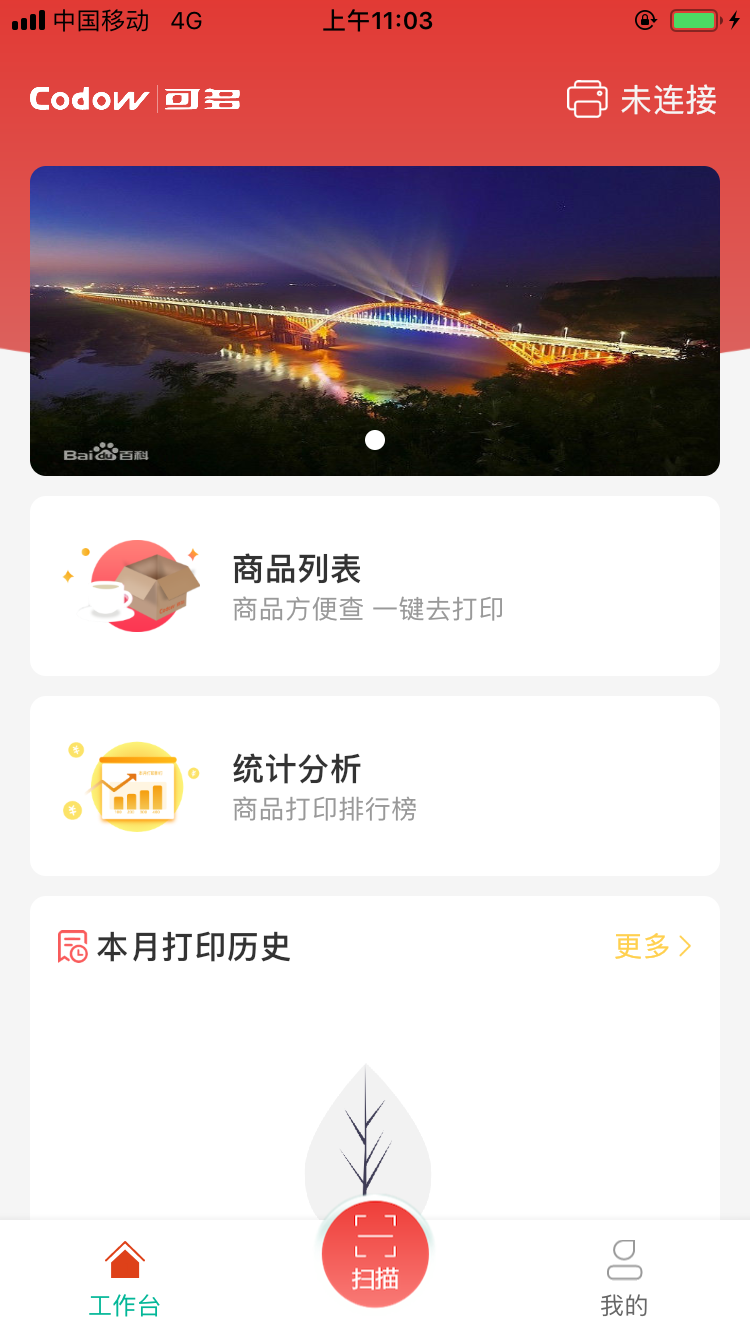 中国移动 4G 上午11:03
Codow 可多 未连接
Baidu百科
商品列表
商品方便查 一键去打印
统计分析
商品打印排行榜
本月打印历史 更多
扫描
工作台 我的